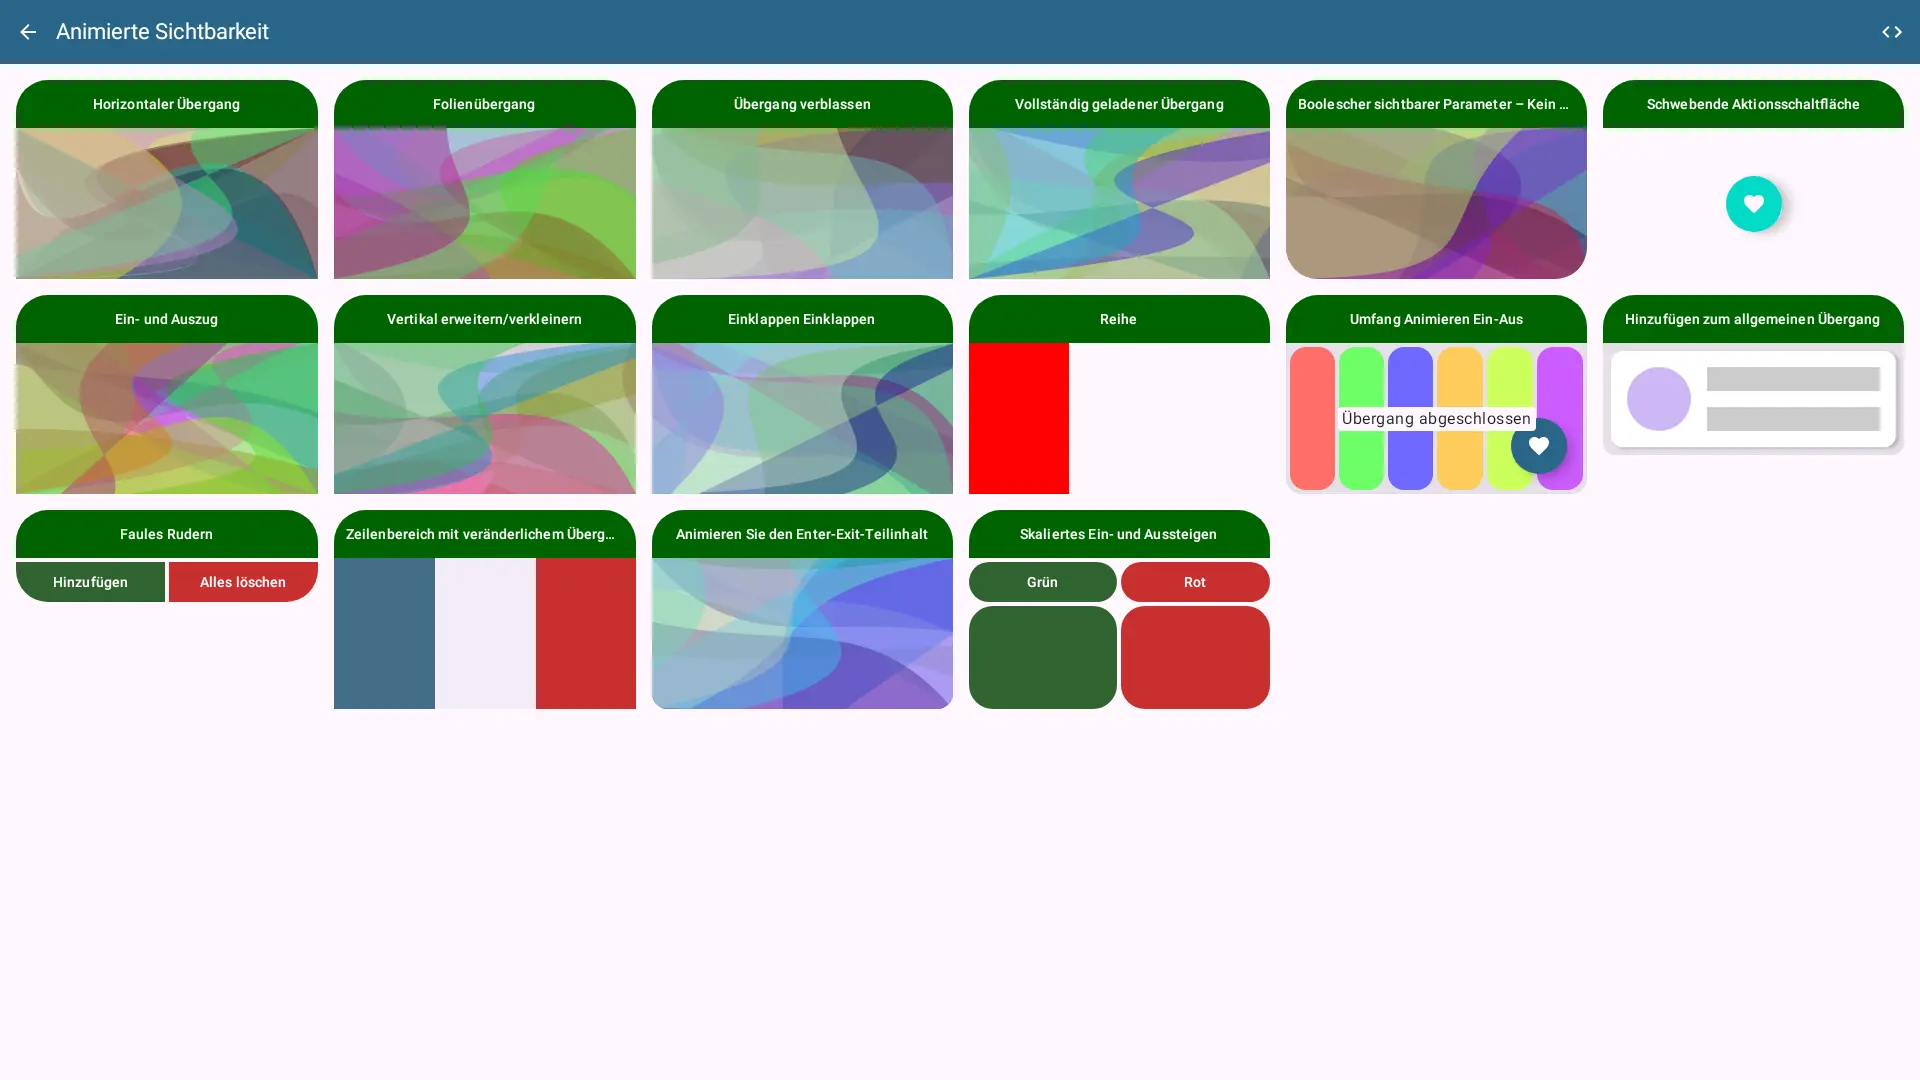 Animierte Sichtbarkeit
Horizontaler Übergang
Folienübergang
Übergang verblassen
Vollständig geladener Übergang
Boolescher sichtbarer Parameter – Kein ...
Schwebende Aktionsschaltfläche
Ein- und Auszug
Vertikal erweitern/verkleinern
Einklappen Einklappen
Reihe
Umfang Animieren Ein-Aus
Übergang abgeschlossen
Hinzufügen zum allgemeinen Übergang
Faules Rudern
Hinzufügen
Alles löschen
Zeilenbereich mit veränderlichem Überg...
Animieren Sie den Enter-Exit-Teilinhalt
Skaliertes Ein- und Aussteigen
Grün
Rot